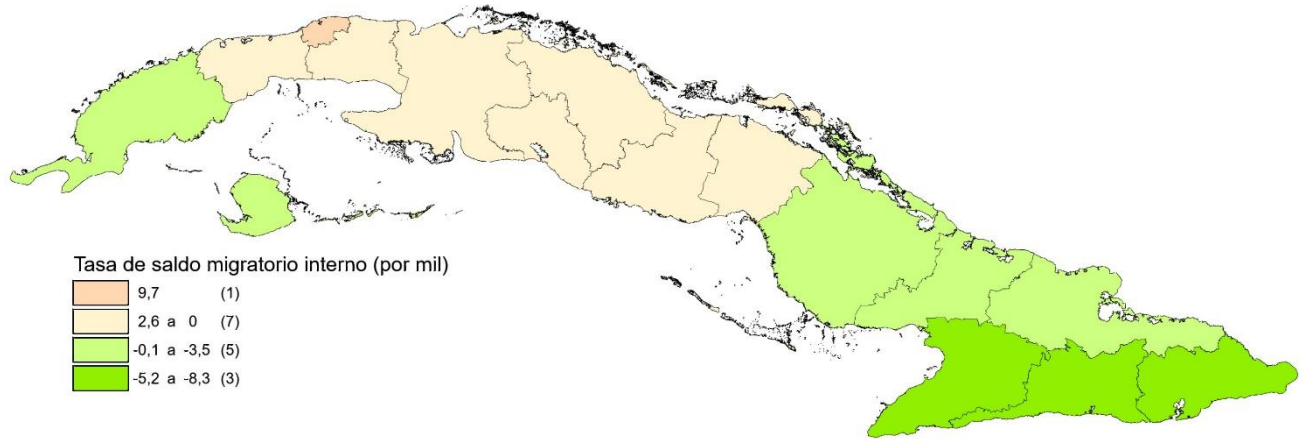 Tasa de saldo migratorio interno (por mil)
9,7 (1)
2,6 a 0 (7)
-0,1 a -3,5 (5)
-5,2 a -8,3 (3)